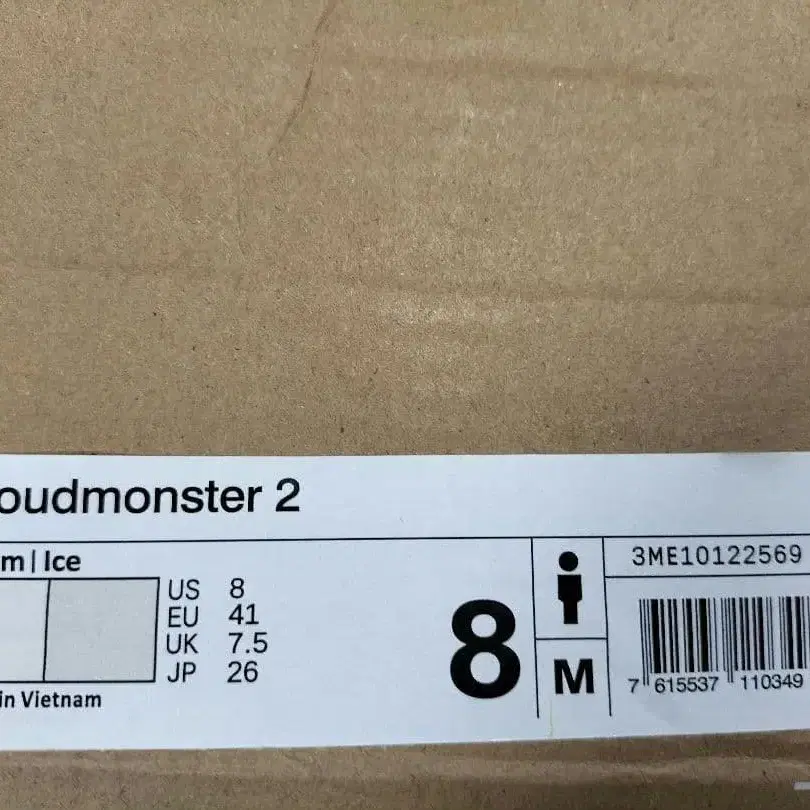 oudmonster 2
m | Ice
US 8
EU 41
UK 7.5
JP 26
in Vietnam
8
M
3ME10122569
7 615537 110349